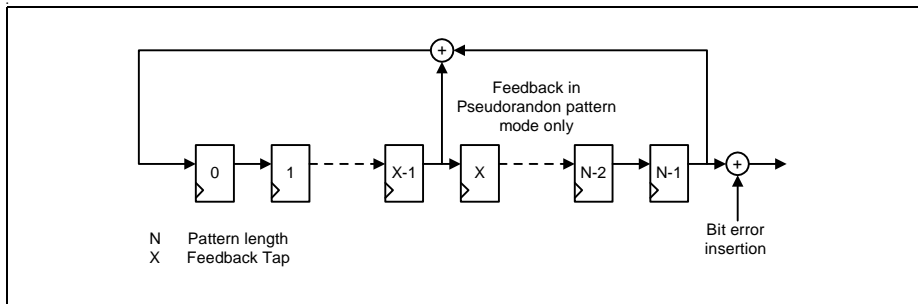 +
Feedback in
Pseudorandon pattern
mode only
0
1
X-1
X
N-2
N-1
+
N Pattern length
X Feedback Tap
Bit error
insertion